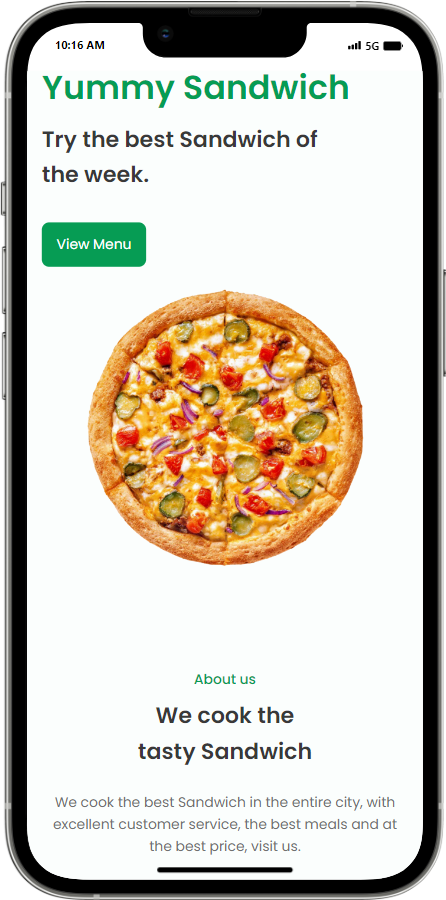 10:16 AM 5G
Yummy Sandwich
Try the best Sandwich of
the week.
View Menu
About us
We cook the
tasty Sandwich
We cook the best Sandwich in the entire city, with
excellent customer service, the best meals and at
the best price, visit us.